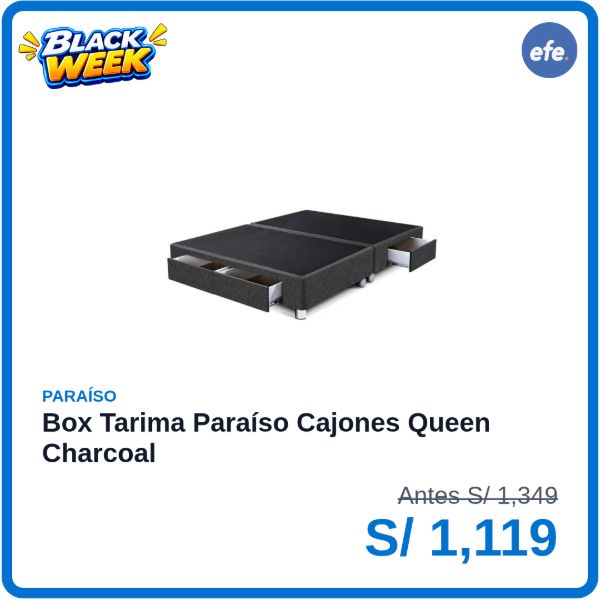 BLACK
WEEK
efe.
PARAÍSO
Box Tarima Paraíso Cajones Queen
Charcoal
Antes S/ 1,349
S/ 1,119